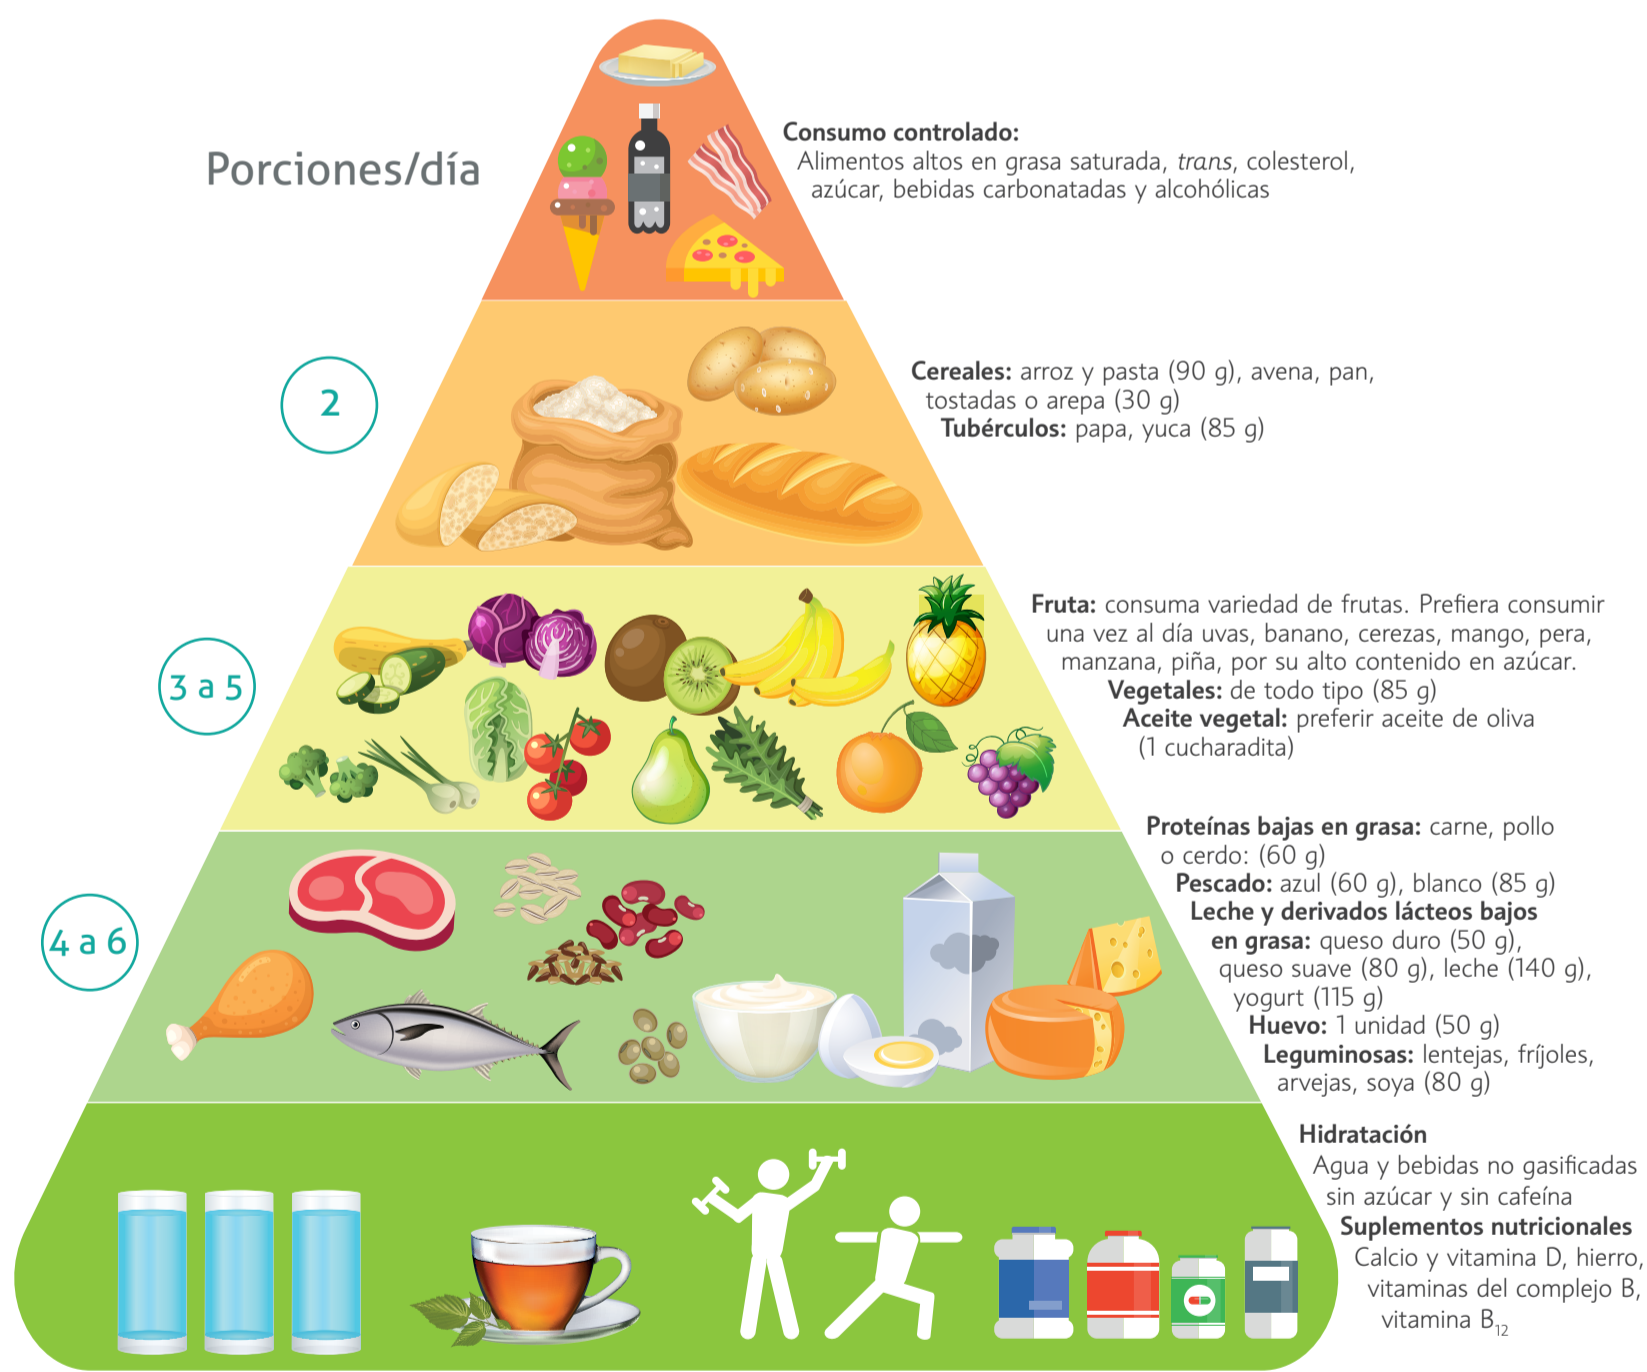 Porciones/día
Consumo controlado:
Alimentos altos en grasa saturada, trans, colesterol,
azúcar, bebidas carbonatadas y alcohólicas
2
Cereales: arroz y pasta (90 g), avena, pan,
tostadas o arepa (30 g)
Tubérculos: papa, yuca (85 g)
3 a 5
Fruta: consuma variedad de frutas. Prefiera consumir
una vez al día uvas, banano, cerezas, mango, pera,
manzana, piña, por su alto contenido en azúcar.
Vegetales: de todo tipo (85 g)
Aceite vegetal: preferir aceite de oliva
(1 cucharadita)
4 a 6
Proteínas bajas en grasa: carne, pollo
o cerdo: (60 g)
Pescado: azul (60 g), blanco (85 g)
Leche y derivados lácteos bajos
en grasa: queso duro (50 g),
queso suave (80 g), leche (140 g),
yogurt (115 g)
Huevo: 1 unidad (50 g)
Leguminosas: lentejas, fríjoles,
arvejas, soya (80 g)
Hidratación
Agua y bebidas no gasificadas
sin azúcar y sin cafeína
Suplementos nutricionales
Calcio y vitamina D, hierro,
vitaminas del complejo B,
vitamina B₁₂